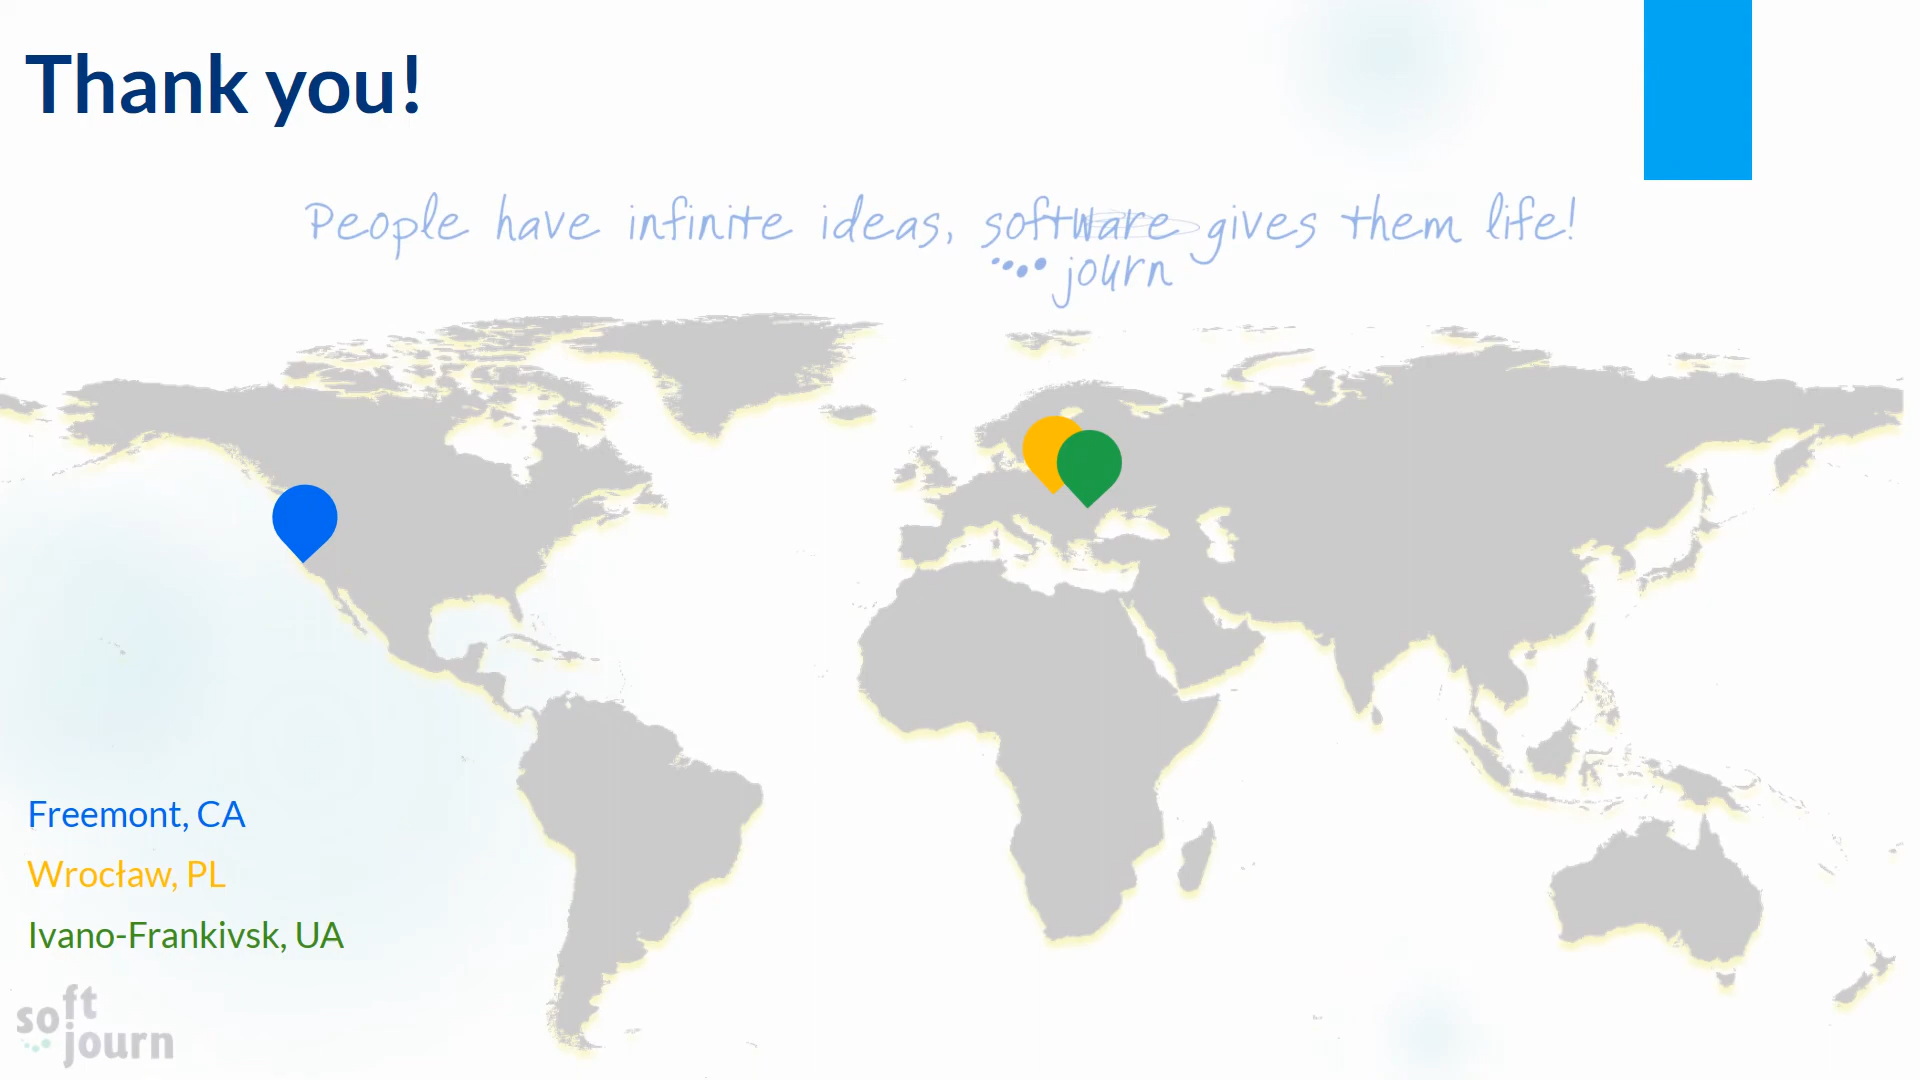 Thank you!
People have infinite ideas, software gives them life!
journ
Freemont, CA
Wrocław, PL
Ivano-Frankivsk, UA
soft
journ